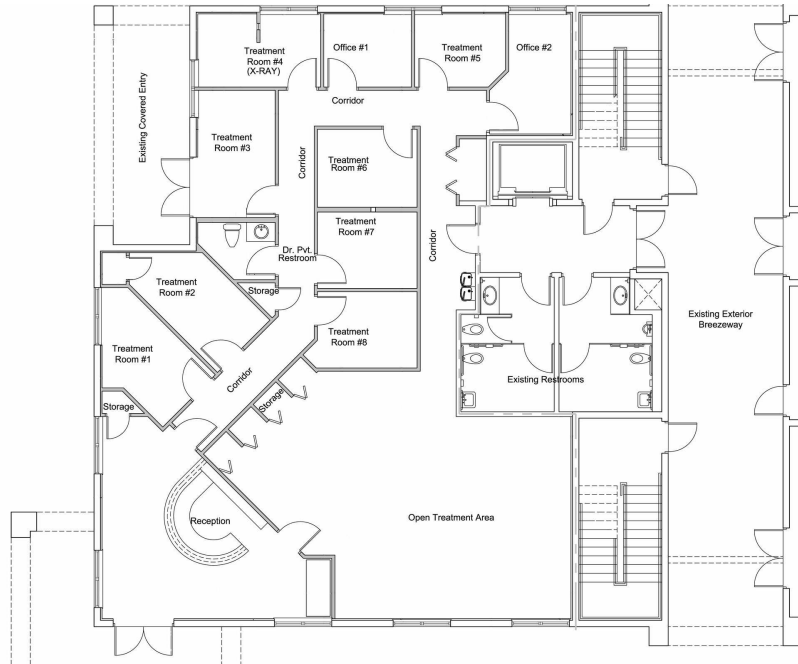 Treatment
Room #4
(X-RAY)
Office #1
Treatment
Room #5
Office #2
Corridor
Existing Covered Entry
Treatment
Room #3
Corridor
Treatment
Room #6
Treatment
Room #7
Dr. Pvt.
Restroom
Corridor
Treatment
Room #2
Storage
Treatment
Room #1
Treatment
Room #8
Existing Exterior
Breezeway
Corridor
Existing Restrooms
Storage
Storage
Reception
Open Treatment Area